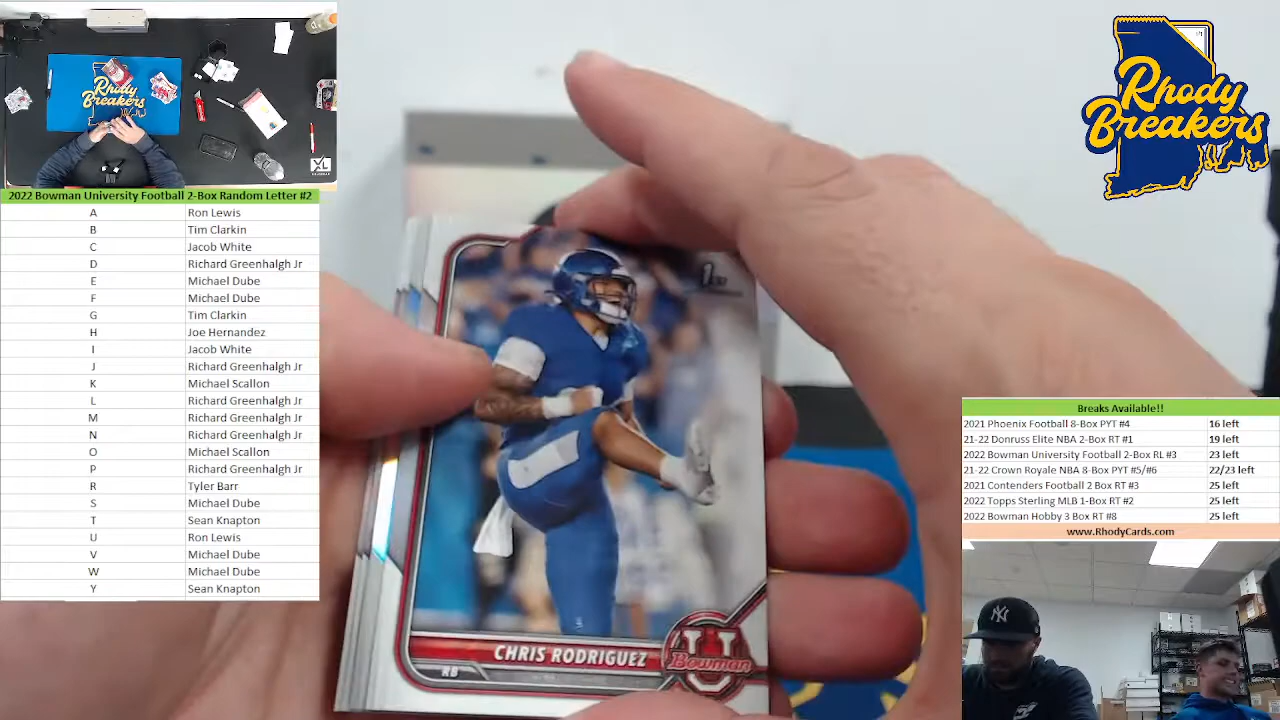 Rhody
Breakers
XL
2022 Bowman University Football 2-Box Random Letter #2
A Ron Lewis
B Tim Clarkin
C Jacob White
D Richard Greenhalgh Jr
E Michael Dube
F Michael Dube
G Tim Clarkin
H Joe Hernandez
I Jacob White
J Richard Greenhalgh Jr
K Michael Scallon
L Richard Greenhalgh Jr
M Richard Greenhalgh Jr
N Richard Greenhalgh Jr
O Michael Scallon
P Richard Greenhalgh Jr
R Tyler Barr
S Michael Dube
T Sean Knapton
U Ron Lewis
V Michael Dube
W Michael Dube
Y Sean Knapton
1st
CHRIS RODRIGUEZ
RB
U
Bowman
Rhody
Breakers
Breaks Available!!
2021 Phoenix Football 8-Box PYT #4 16 left
21-22 Donruss Elite NBA 2-Box RT #1 19 left
2022 Bowman University Football 2-Box RL #3 23 left
21-22 Crown Royale NBA 8-Box PYT #5/#6 22/23 left
2021 Contenders Football 2 Box RT #3 25 left
2022 Topps Sterling MLB 1-Box RT #2 25 left
2022 Bowman Hobby 3 Box RT #8 25 left
www.RhodyCards.com
NY